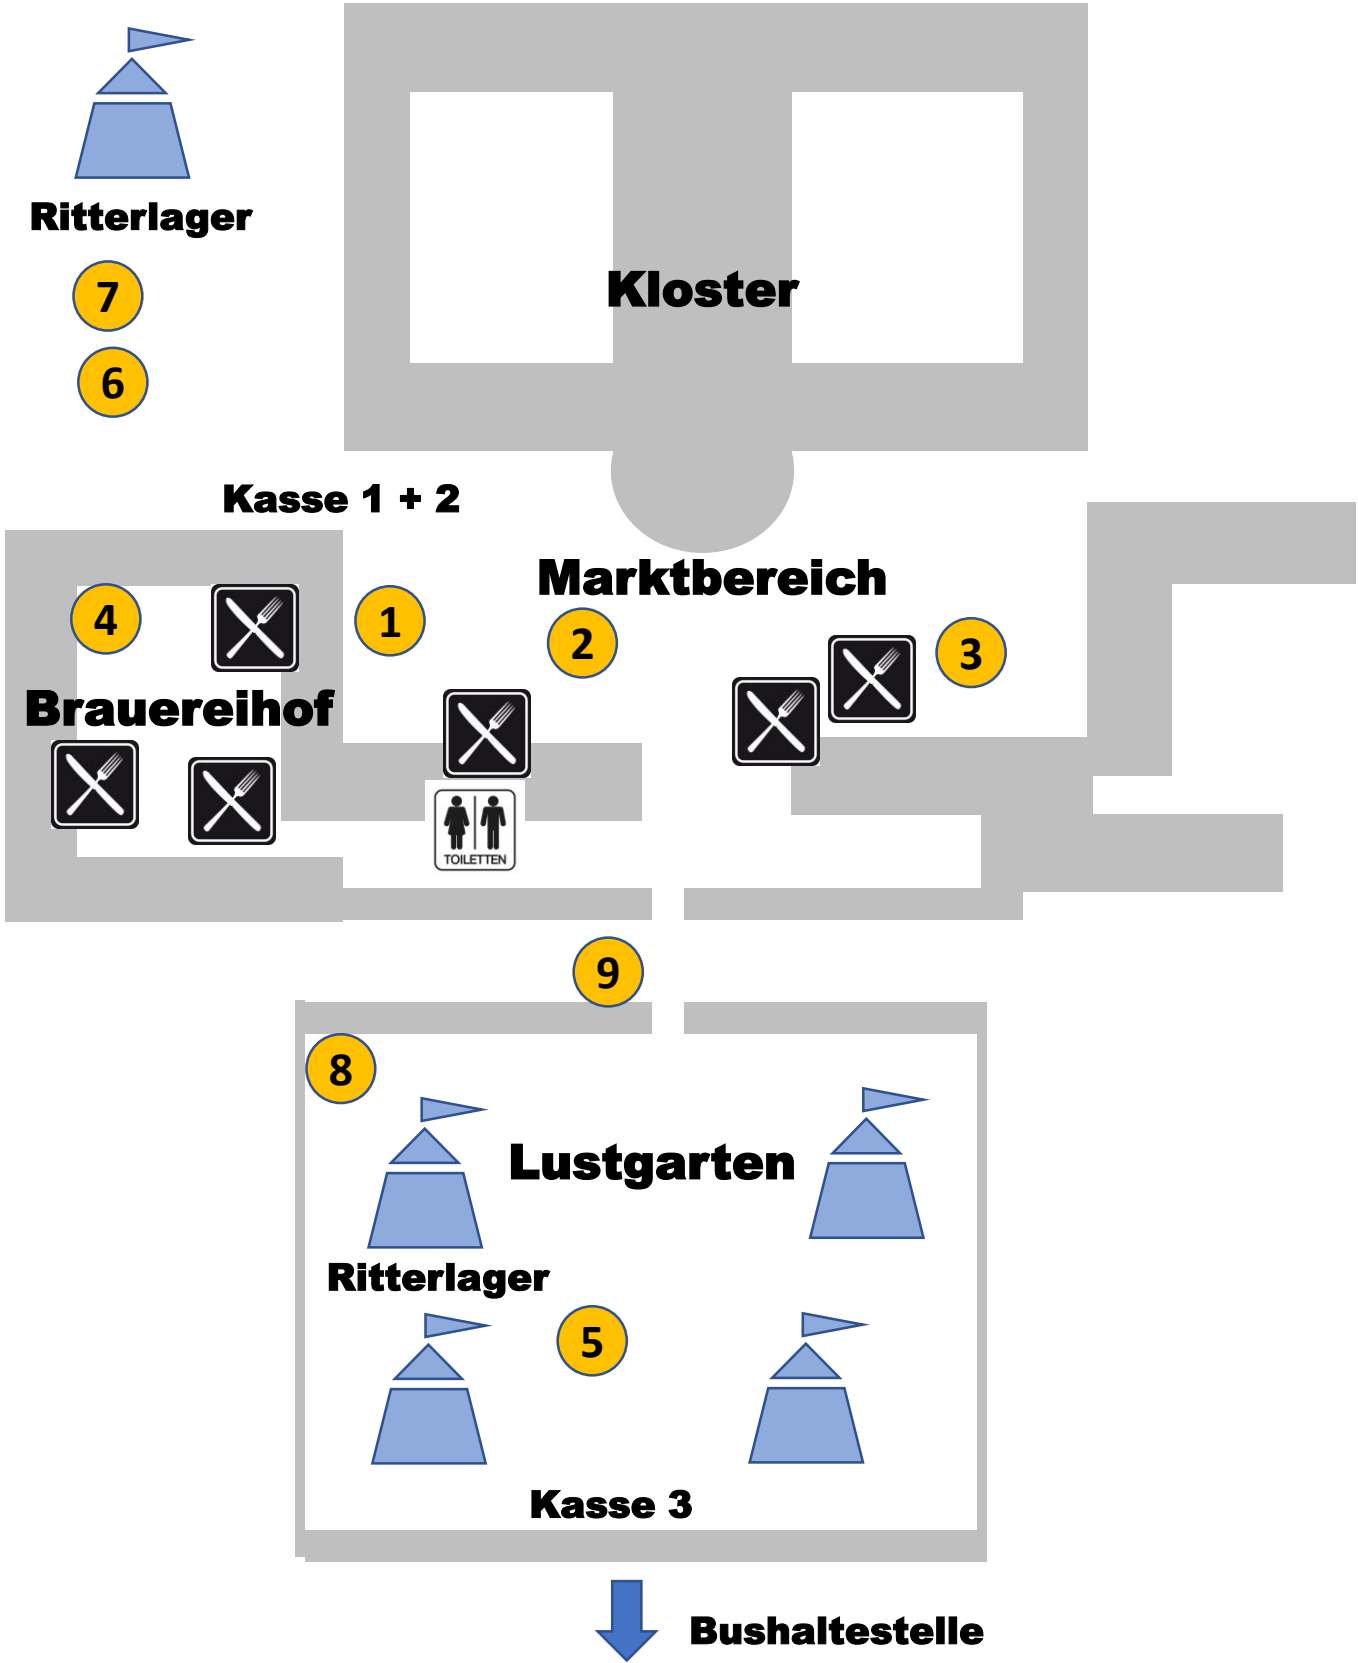 Ritterlager
7
6
Kloster
Kasse 1 + 2
Marktbereich
4
1
2
3
Brauereihof
TOILETTEN
9
8
Lustgarten
Ritterlager
5
Kasse 3
Bushaltestelle